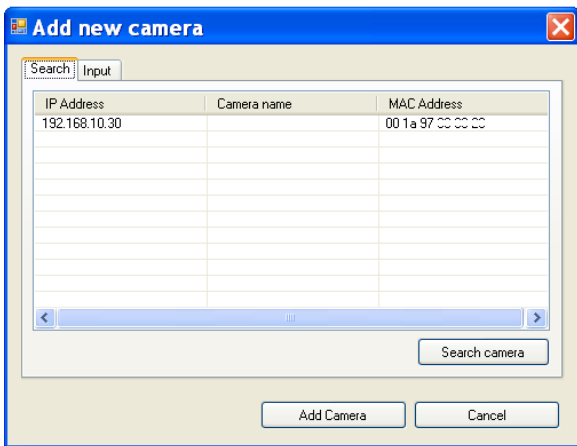 Add new camera
Search Input
IP Address Camera name MAC Address
192.168.10.30 00 1a 97
Search camera
Add Camera Cancel